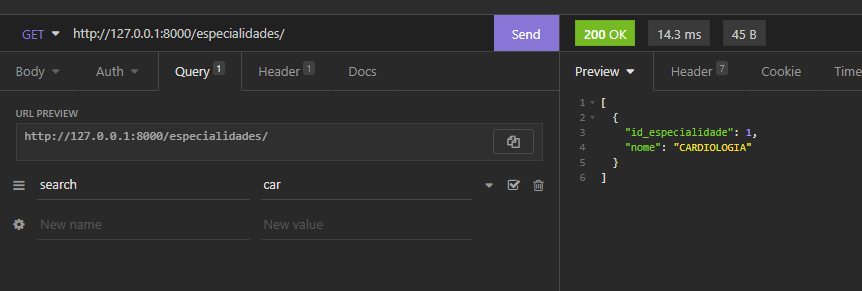 GET http://127.0.0.1:8000/especialidades/ Send 200 OK 14.3 ms 45 B
Body Auth Query 1 Header 1 Docs Preview Header 7 Cookie Time
URL PREVIEW
http://127.0.0.1:8000/especialidades/
search car
New name New value
1 [
2 {
3 "id_especialidade": 1,
4 "nome": "CARDIOLOGIA"
5 }
6 ]